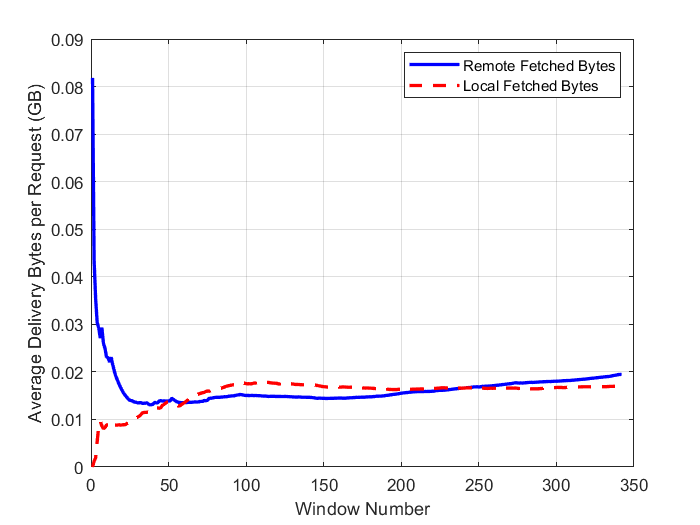 0.09
0.08
0.07
0.06
0.05
0.04
0.03
0.02
0.01
0
Average Delivery Bytes per Request (GB)
Remote Fetched Bytes
Local Fetched Bytes
0 50 100 150 200 250 300 350
Window Number